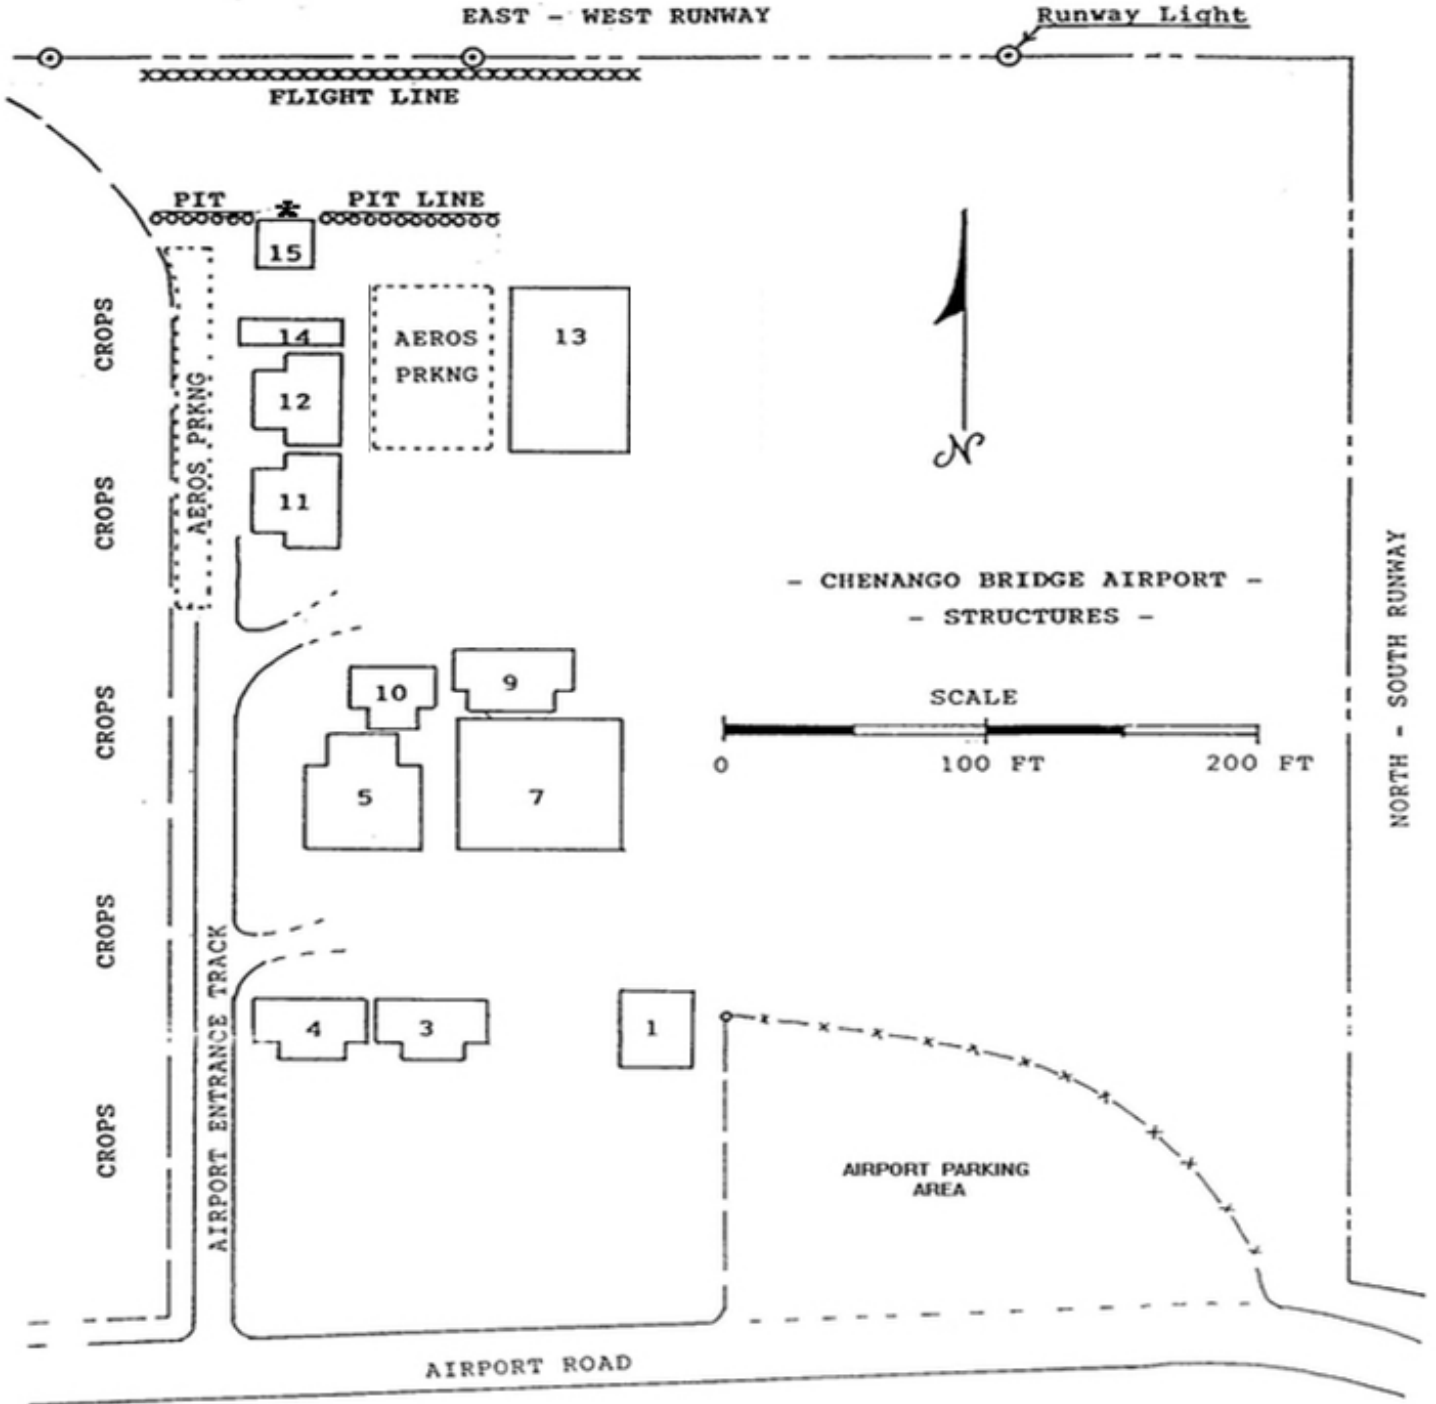 EAST - WEST RUNWAY
Runway Light
FLIGHT LINE
PIT
PIT LINE
15
14
AEROS
PRKNG
13
12
11
CROPS
CROPS
CROPS
CROPS
CROPS
AEROS PRKNG
N
- CHENANGO BRIDGE AIRPORT -
- STRUCTURES -
NORTH - SOUTH RUNWAY
SCALE
0
100 FT
200 FT
10
9
5
7
AIRPORT ENTRANCE TRACK
4
3
1
AIRPORT PARKING
AREA
AIRPORT ROAD